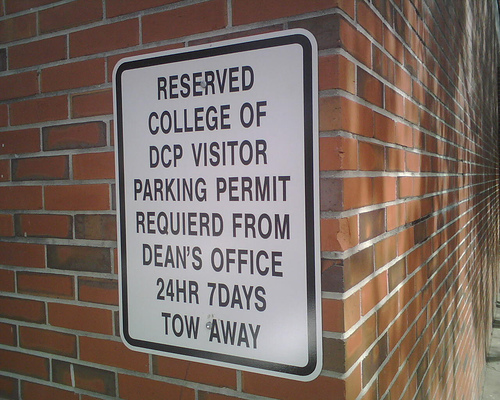 RESERVED
COLLEGE OF
DCP VISITOR
PARKING PERMIT
REQUIERD FROM
DEAN'S OFFICE
24HR 7DAYS
TOW AWAY